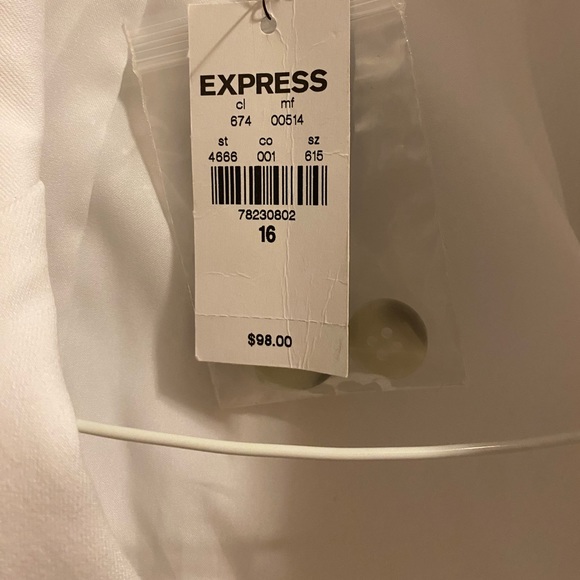 EXPRESS
cl mf
674 00514
st co sz
4666 001 615
78230802
16
$98.00